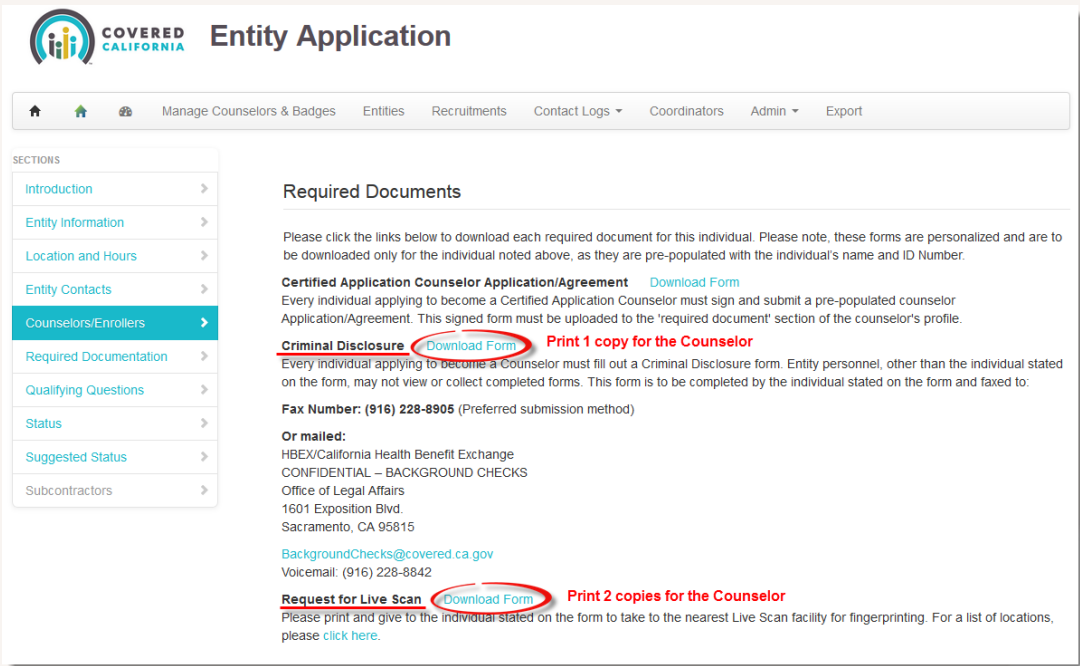 COVERED
CALIFORNIA
Entity Application
Manage Counselors & Badges Entities Recruitments Contact Logs Coordinators Admin Export
SECTIONS
Introduction
Entity Information
Location and Hours
Entity Contacts
Counselors/Enrollers
Required Documentation
Qualifying Questions
Status
Suggested Status
Subcontractors
Required Documents
Please click the links below to download each required document for this individual. Please note, these forms are personalized and are to
be downloaded only for the individual noted above, as they are pre-populated with the individual's name and ID Number.
Certified Application Counselor Application/Agreement Download Form
Every individual applying to become a Certified Application Counselor must sign and submit a pre-populated counselor
Application/Agreement. This signed form must be uploaded to the 'required document' section of the counselor's profile.
Criminal Disclosure Download Form Print 1 copy for the Counselor
Every individual applying to become a Counselor must fill out a Criminal Disclosure form. Entity personnel, other than the individual stated
on the form, may not view or collect completed forms. This form is to be completed by the individual stated on the form and faxed to:
Fax Number: (916) 228-8905 (Preferred submission method)
Or mailed:
HBEX/California Health Benefit Exchange
CONFIDENTIAL – BACKGROUND CHECKS
Office of Legal Affairs
1601 Exposition Blvd.
Sacramento, CA 95815
BackgroundChecks@covered.ca.gov
Voicemail: (916) 228-8842
Request for Live Scan Download Form Print 2 copies for the Counselor
Please print and give to the individual stated on the form to take to the nearest Live Scan facility for fingerprinting. For a list of locations,
please click here.